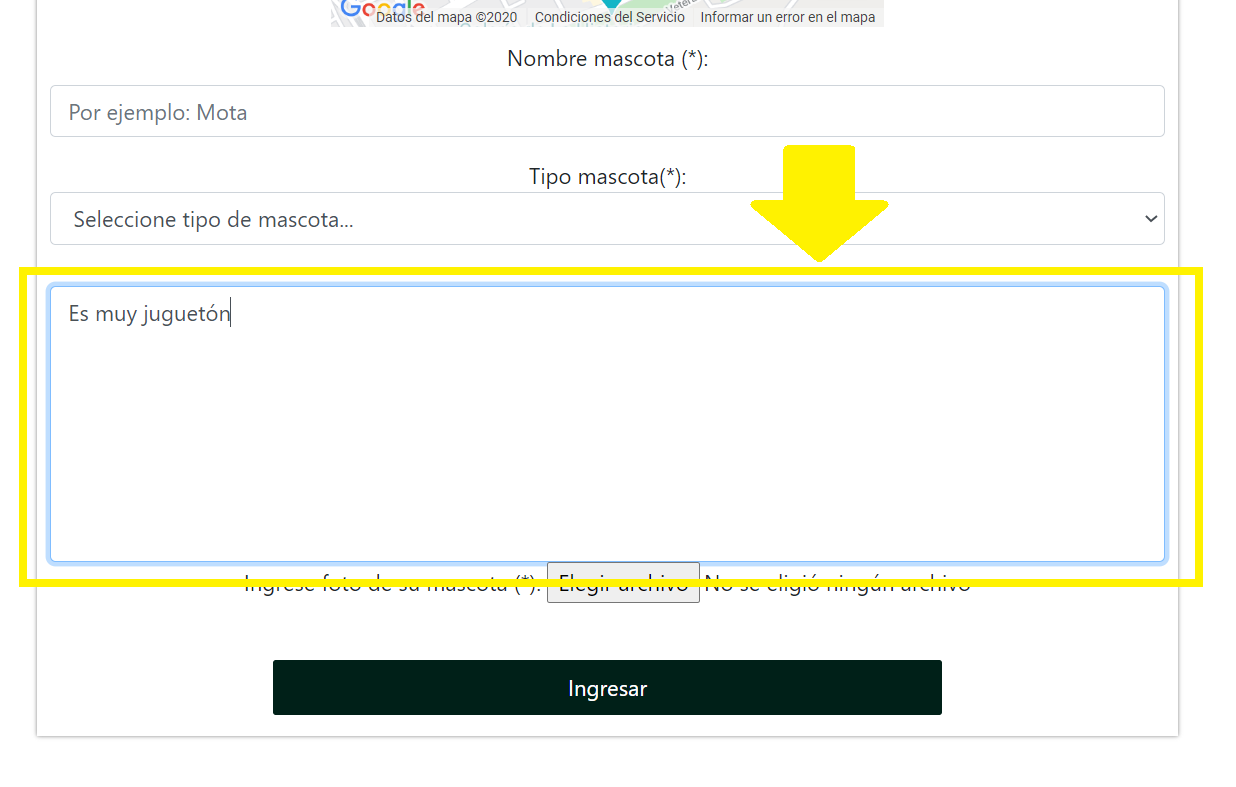 Google
Datos del mapa ©2020 Condiciones del Servicio Informar un error en el mapa
Nombre mascota (*):
Por ejemplo: Mota
Tipo mascota(*):
Seleccione tipo de mascota...
Es muy juguetón
Ingrese foto de su mascota (*): Elegir archivo No se eligió ningún archivo
Ingresar